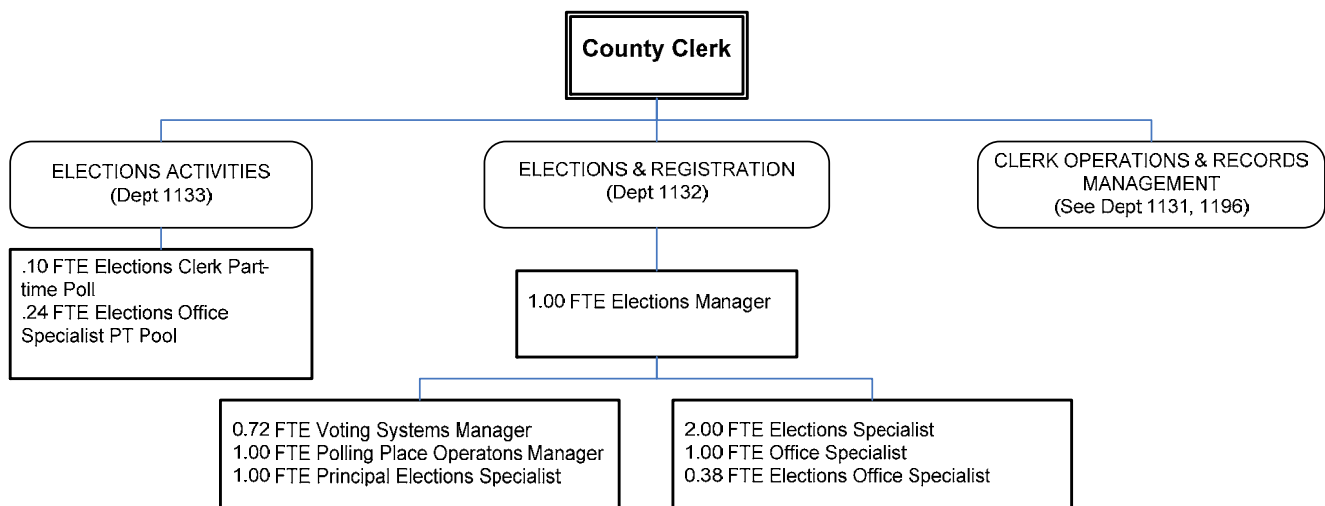 County Clerk
ELECTIONS ACTIVITIES
(Dept 1133)
ELECTIONS & REGISTRATION
(Dept 1132)
CLERK OPERATIONS & RECORDS
MANAGEMENT
(See Dept 1131, 1196)
.10 FTE Elections Clerk Part-
time Poll
.24 FTE Elections Office
Specialist PT Pool
1.00 FTE Elections Manager
0.72 FTE Voting Systems Manager
1.00 FTE Polling Place Operatons Manager
1.00 FTE Principal Elections Specialist
2.00 FTE Elections Specialist
1.00 FTE Office Specialist
0.38 FTE Elections Office Specialist